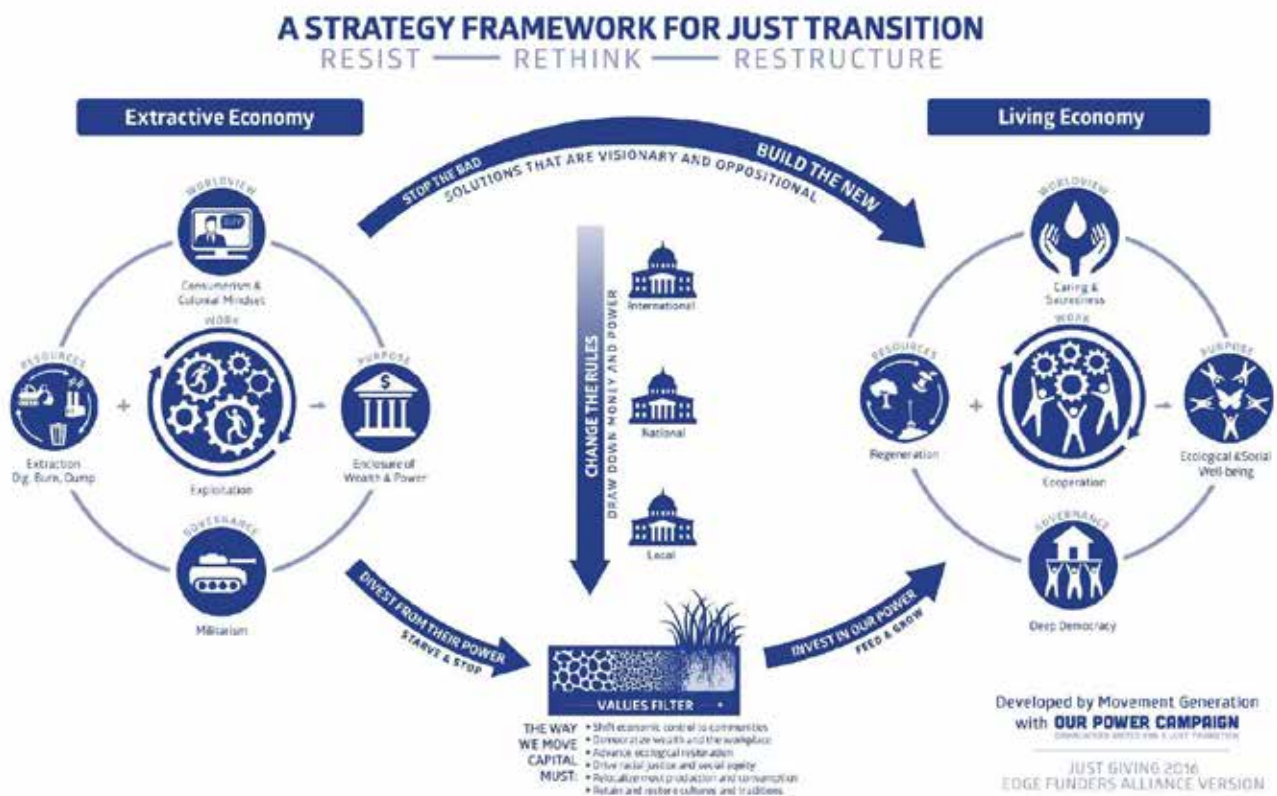 A STRATEGY FRAMEWORK FOR JUST TRANSITION
RESIST — RETHINK — RESTRUCTURE
Extractive Economy
WORLDVIEW
BUY
Consumerism &
Colonial Mindset
RESOURCES
Extraction
Dig, Burn, Dump
+
WORK
Exploitation
PURPOSE
$
Enclosure of
Wealth & Power
GOVERNANCE
Militarism
STOP THE BAD
BUILD THE NEW
SOLUTIONS THAT ARE VISIONARY AND OPPOSITIONAL
CHANGE THE RULES
DRAW DOWN MONEY AND POWER
International
National
Local
DIVEST FROM THEIR POWER
STARVE & STOP
INVEST IN OUR POWER
FEED & GROW
VALUES FILTER
THE WAY
WE MOVE
CAPITAL
MUST:
• Shift economic control to communities
• Democratize wealth and the workplace
• Advance ecological restoration
• Drive racial justice and social equity
• Relocalize most production and consumption
• Retain and restore cultures and traditions
Living Economy
WORLDVIEW
Caring &
Sacredness
RESOURCES
Regeneration
+
WORK
Cooperation
PURPOSE
Ecological & Social
Well-being
GOVERNANCE
Deep Democracy
Developed by Movement Generation
with OUR POWER CAMPAIGN
COMMUNITIES UNITED FOR A JUST TRANSITION
JUST GIVING 2016
EDGE FUNDERS ALLIANCE VERSION